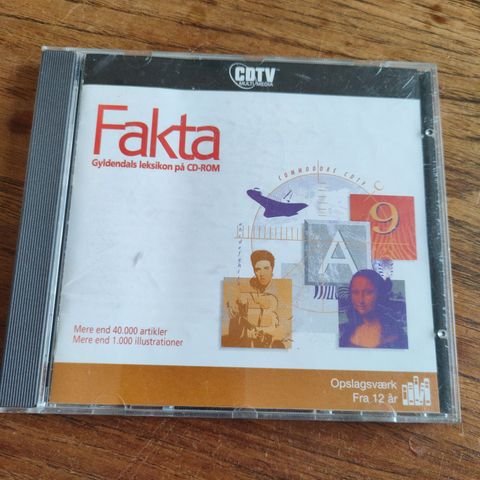 CDTV
MULTIMEDIA
Fakta
Gyldendals leksikon på CD-ROM
COMMODORE
9
A
Mere end 40.000 artikler
Mere end 1.000 illustrationer
Opslagsværk
Fra 12 år